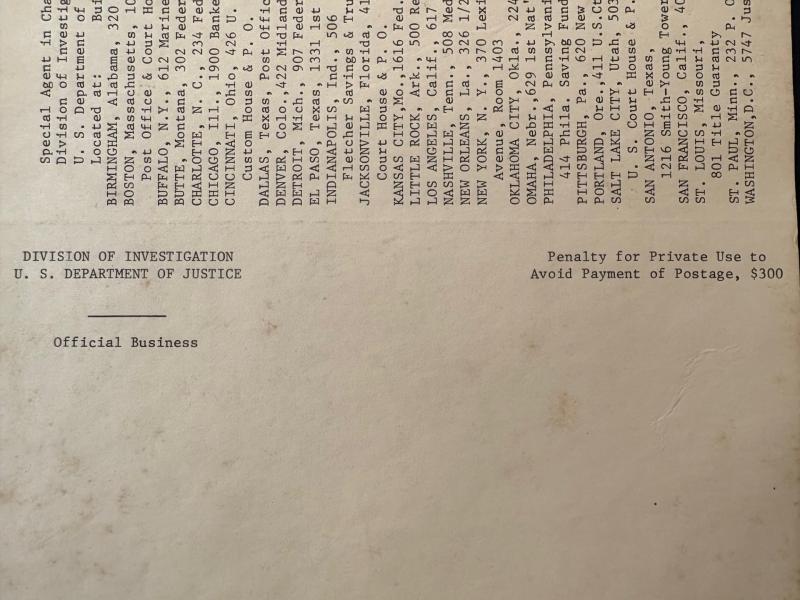 Special Agent in Cha
Division of Investig
U. S. Department of
Located at: Bui
BIRMINGHAM, Alabama, 320
BOSTON, Massachusetts, 10
Post Office & Court Ho
BUFFALO, N.Y. 612 Marine
BUTTE, Montana, 302 Feder
CHARLOTTE, N. C., 234 Fed
CHICAGO, Ill., 1900 Banke
CINCINNATI, Ohio, 426 U.
Custom House & P. O.
DALLAS, Texas, Post Offic
DENVER, Colo.,422 Midland
DETROIT, Mich., 907 Feder
EL PASO, Texas, 1331 1st
INDIANAPOLIS, Ind., 506
Fletcher Savings & Tru
JACKSONVILLE, Florida, 41
Court House & P. O.
KANSAS CITY,Mo.,1616 Fed.
LITTLE ROCK, Ark., 500 Re
LOS ANGELES, Calif., 617
NASHVILLE, Tenn., 508 Med
NEW ORLEANS, La., 326 1/2
NEW YORK, N. Y., 370 Lexi
Avenue, Room 1403
OKLAHOMA CITY, Okla., 224
OMAHA, Nebr.,629 1st Nat'
PHILADELPHIA, Pennsylvani
414 Phila. Saving Fund
PITTSBURGH, Pa., 620 New
PORTLAND, Ore.,411 U.S.Ct
SALT LAKE CITY, Utah, 503
U. S. Court House & P.
SAN ANTONIO, Texas,
1216 Smith-Young Tower
SAN FRANCISCO, Calif., 40
ST. LOUIS, Missouri,
801 Title Guaranty
ST. PAUL, Minn., 232 P. O
WASHINGTON,D.C., 5747 Jus
DIVISION OF INVESTIGATION
U. S. DEPARTMENT OF JUSTICE
Official Business
Penalty for Private Use to
Avoid Payment of Postage, $300